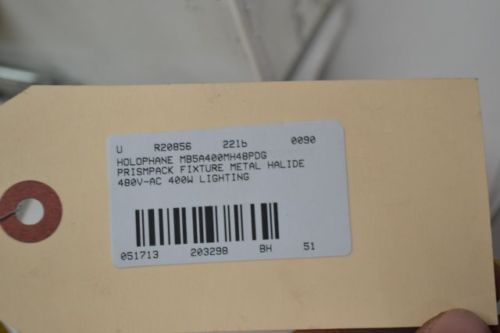 U R20856 221b 0090
HOLOPHANE MB5A400MH48PDG
PRISMPACK FIXTURE METAL HALIDE
480V-AC 400W LIGHTING
051713 203298 BH 51